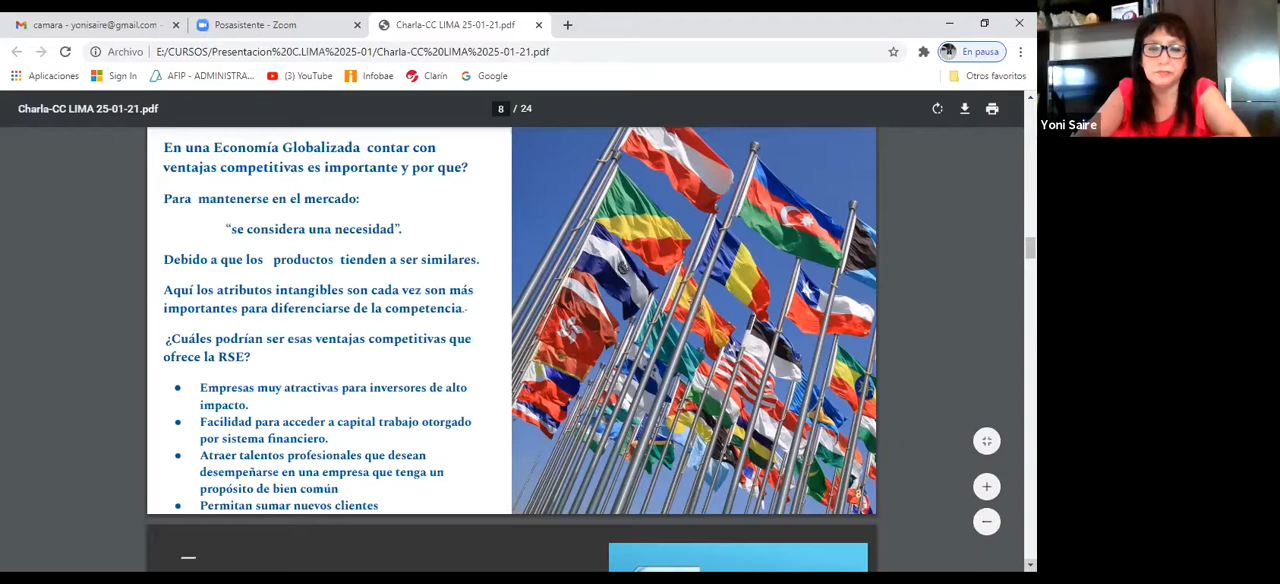 camara - yonisaire@gmail.com -
Posasistente - Zoom
Charla-CC LIMA 25-01-21.pdf
Archivo
E:/CURSOS/Presentacion%20C.LIMA%2025-01/Charla-CC%20LIMA%2025-01-21.pdf
En pausa
Aplicaciones
Sign In
AFIP - ADMINISTRA...
(3) YouTube
Infobae
Clarín
Google
Otros favoritos
Charla-CC LIMA 25-01-21.pdf
8 / 24
Yoni Saire
En una Economía Globalizada contar con
ventajas competitivas es importante y por que?
Para mantenerse en el mercado:
“se considera una necesidad”.
Debido a que los productos tienden a ser similares.
Aquí los atributos intangibles son cada vez son más
importantes para diferenciarse de la competencia.-
¿Cuáles podrían ser esas ventajas competitivas que
ofrece la RSE?
● Empresas muy atractivas para inversores de alto
impacto.
● Facilidad para acceder a capital trabajo otorgado
por sistema financiero.
● Atraer talentos profesionales que desean
desempeñarse en una empresa que tenga un
propósito de bien común
● Permitan sumar nuevos clientes
8